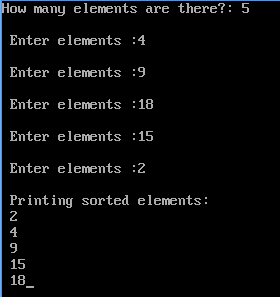 How many elements are there?: 5
Enter elements :4
Enter elements :9
Enter elements :18
Enter elements :15
Enter elements :2
Printing sorted elements:
2
4
9
15
18_